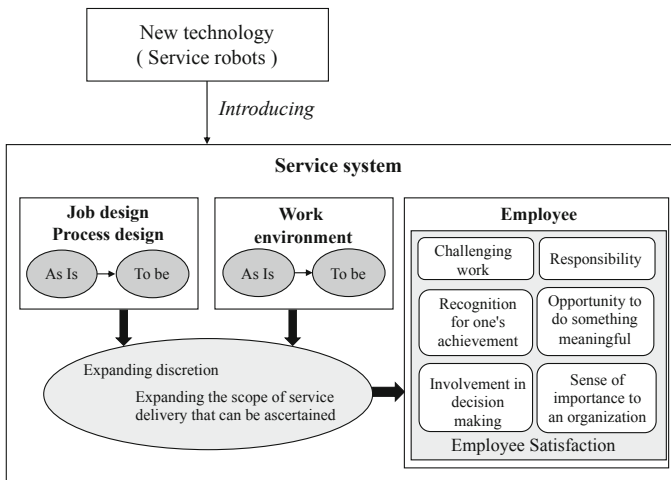 New technology
( Service robots )
Introducing
Service system
Job design
Process design
As Is
To be
Work
environment
As Is
To be
Expanding discretion
Expanding the scope of service
delivery that can be ascertained
Employee
Challenging
work
Responsibility
Recognition
for one's
achievement
Opportunity to
do something
meaningful
Involvement in
decision
making
Sense of
importance to
an organization
Employee Satisfaction